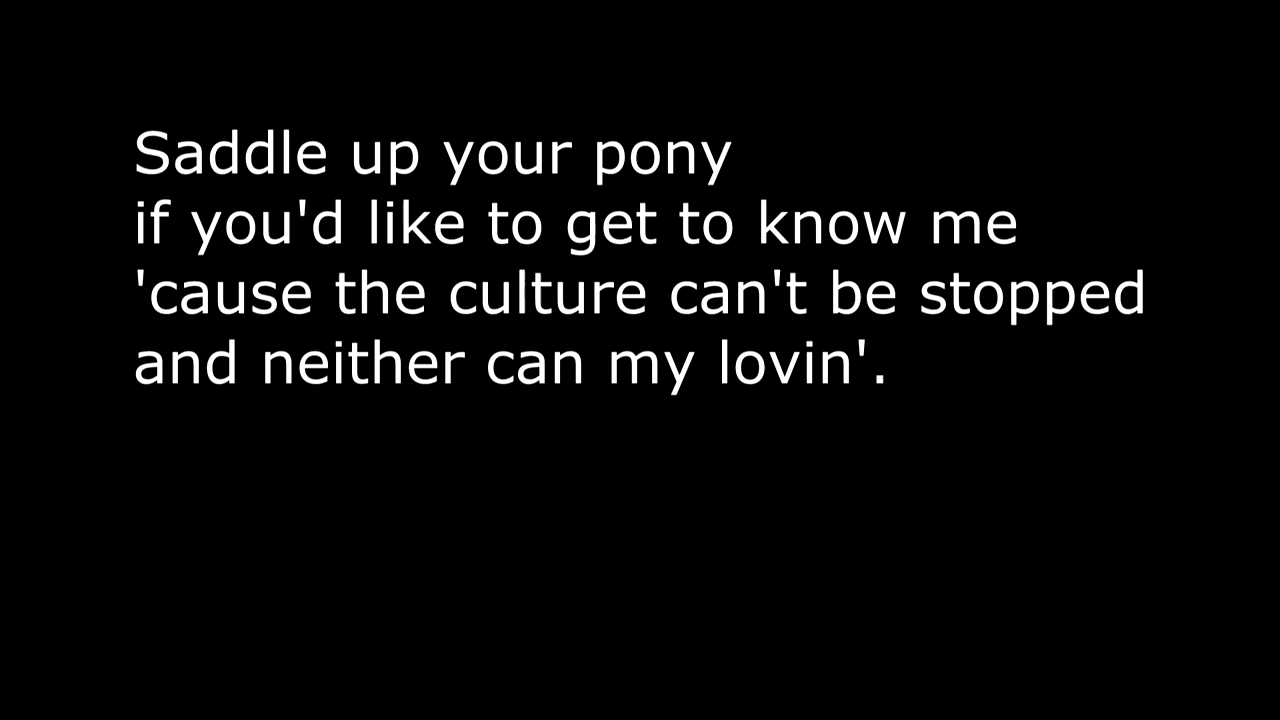 Saddle up your pony
if you'd like to get to know me
'cause the culture can't be stopped
and neither can my lovin'.